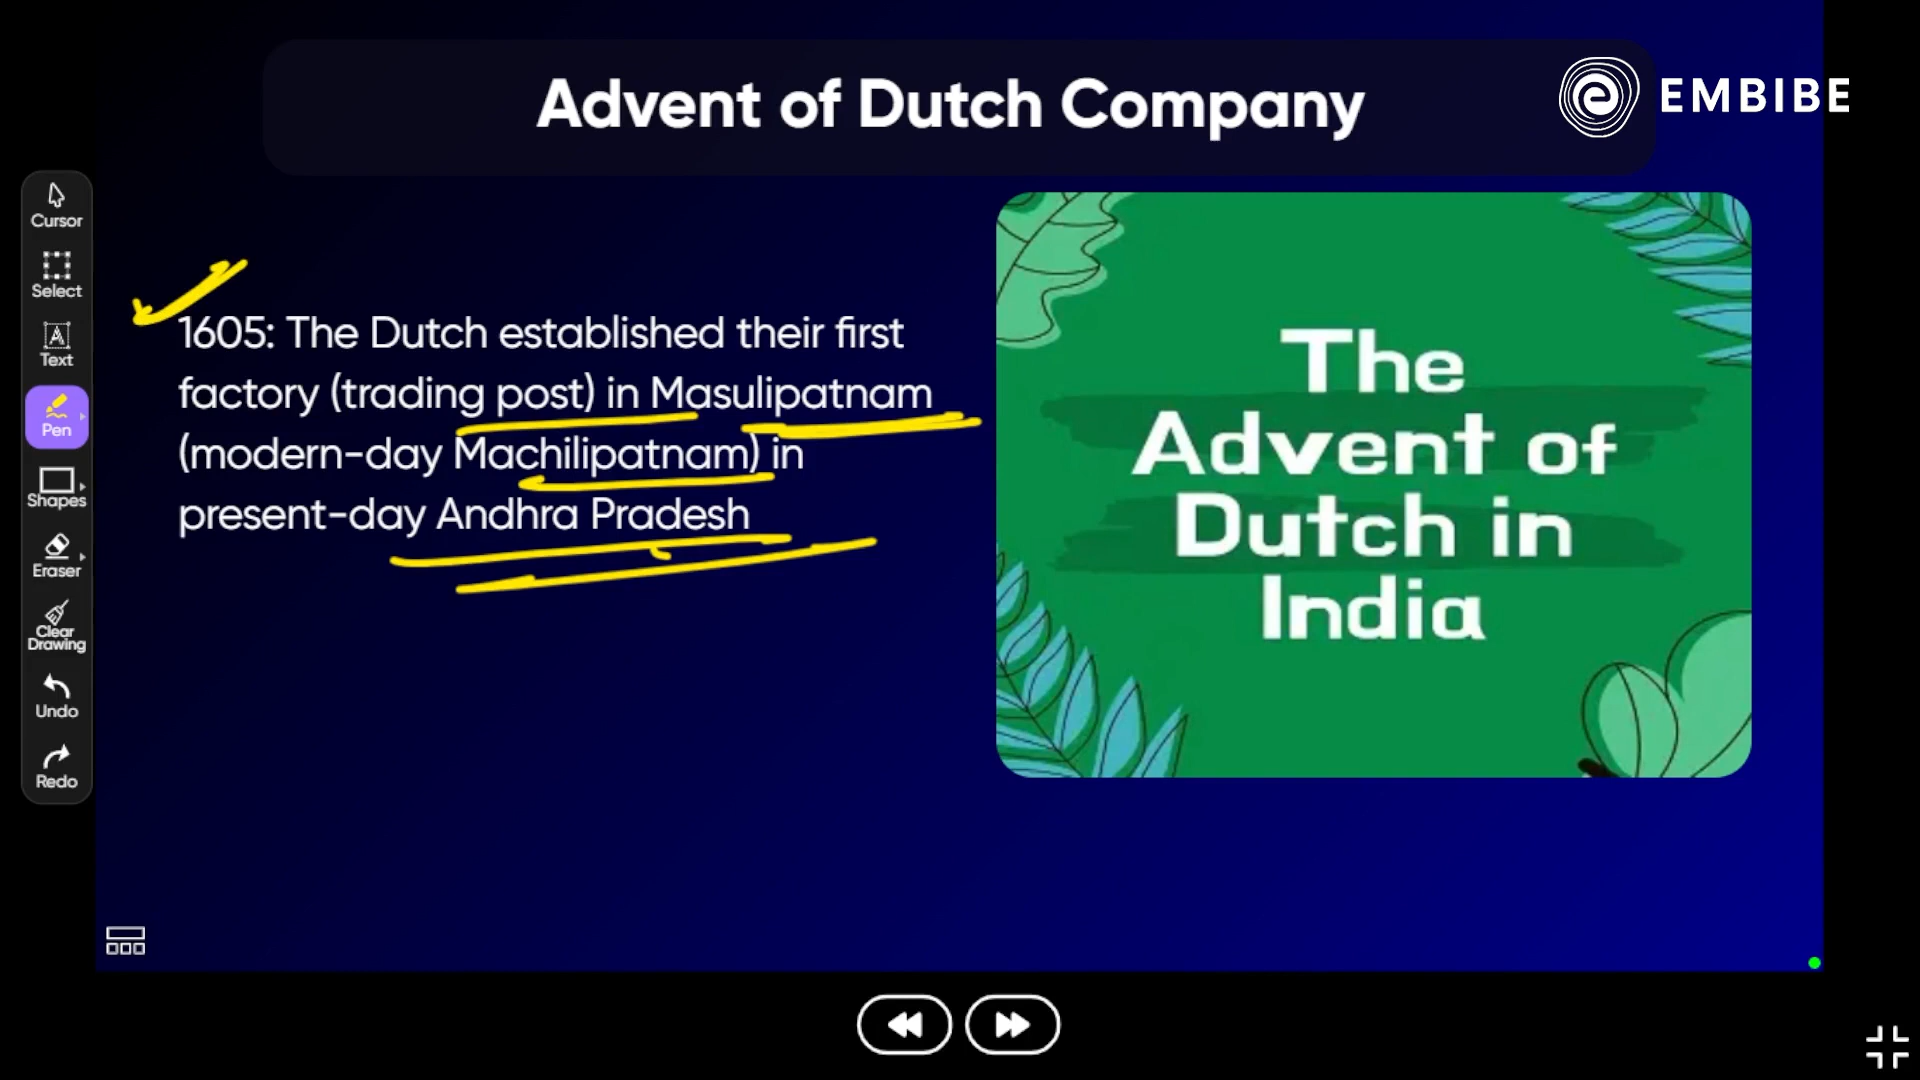 Advent of Dutch Company
EMBIBE
Cursor
Select
Text
Pen
Shapes
Eraser
Clear
Drawing
Undo
Redo
1605: The Dutch established their first
factory (trading post) in Masulipatnam
(modern-day Machilipatnam) in
present-day Andhra Pradesh
The
Advent of
Dutch in
India